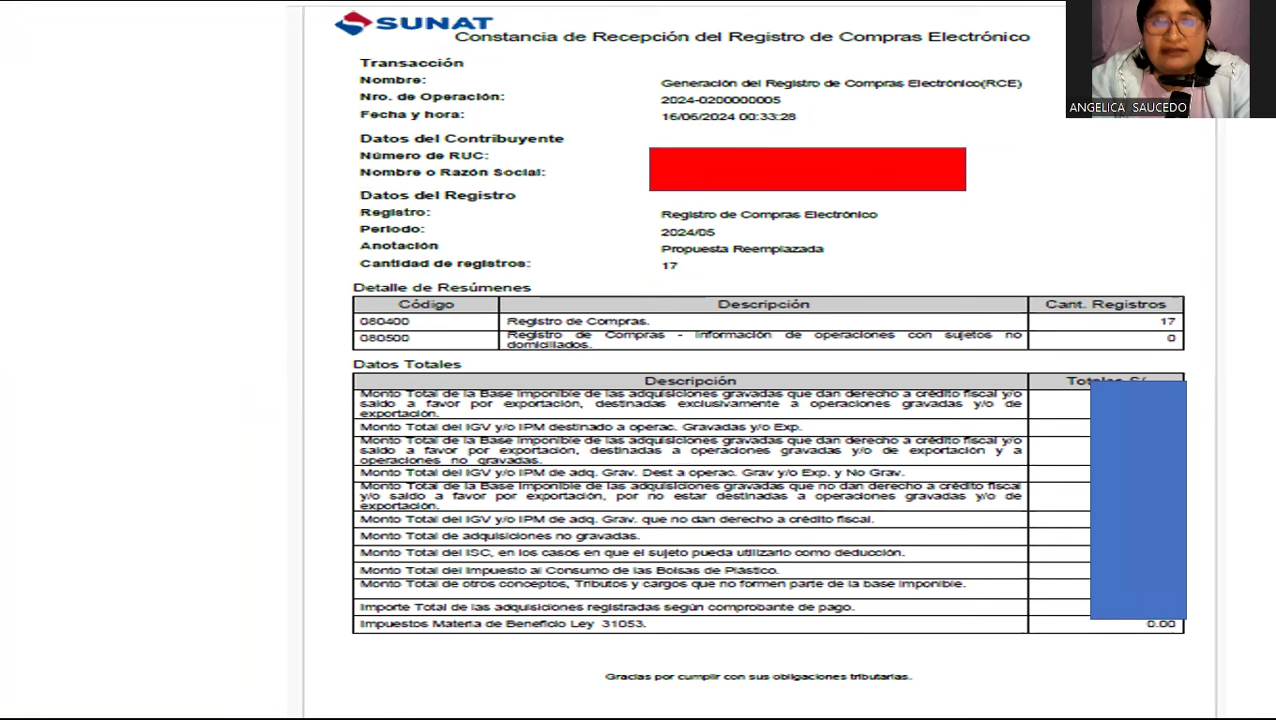 SUNAT
Constancia de Recepción del Registro de Compras Electrónico
ANGELICA SAUCEDO
Transacción
Nombre: Generación del Registro de Compras Electrónico(RCE)
Nro. de Operación: 2024-0200000005
Fecha y hora: 16/06/2024 00:33:28
Datos del Contribuyente
Número de RUC:
Nombre o Razón Social:
Datos del Registro
Registro: Registro de Compras Electrónico
Periodo: 2024/05
Anotación Propuesta Reemplazada
Cantidad de registros: 17
Detalle de Resúmenes
Código Descripción Cant. Registros
080400 Registro de Compras. 17
080500 Registro de Compras - Información de operaciones con sujetos no 0
domiciliados.
Datos Totales
Descripción
Monto Total de la Base Imponible de las adquisiciones gravadas que dan derecho a crédito fiscal y/o
saldo a favor por exportación, destinadas exclusivamente a operaciones gravadas y/o de
exportación.
Monto Total del IGV y/o IPM destinado a operac. Gravadas y/o Exp.
Monto Total de la Base Imponible de las adquisiciones gravadas que dan derecho a crédito fiscal y/o
saldo a favor por exportación, destinadas a operaciones gravadas y/o de exportación y a
operaciones no gravadas.
Monto Total del IGV y/o IPM de adq. Grav. Dest a operac. Grav y/o Exp. y No Grav.
Monto Total de la Base Imponible de las adquisiciones gravadas que no dan derecho a crédito fiscal
y/o saldo a favor por exportación, por no estar destinadas a operaciones gravadas y/o de
exportación.
Monto Total del IGV y/o IPM de adq. Grav. que no dan derecho a crédito fiscal.
Monto Total de adquisiciones no gravadas.
Monto Total del ISC, en los casos en que el sujeto pueda utilizarlo como deducción.
Monto Total del Impuesto al Consumo de las Bolsas de Plástico.
Monto Total de otros conceptos, Tributos y cargos que no formen parte de la base imponible.
Importe Total de las adquisiciones registradas según comprobante de pago.
Impuestos Materia de Beneficio Ley 31053. 0.00
Gracias por cumplir con sus obligaciones tributarias.